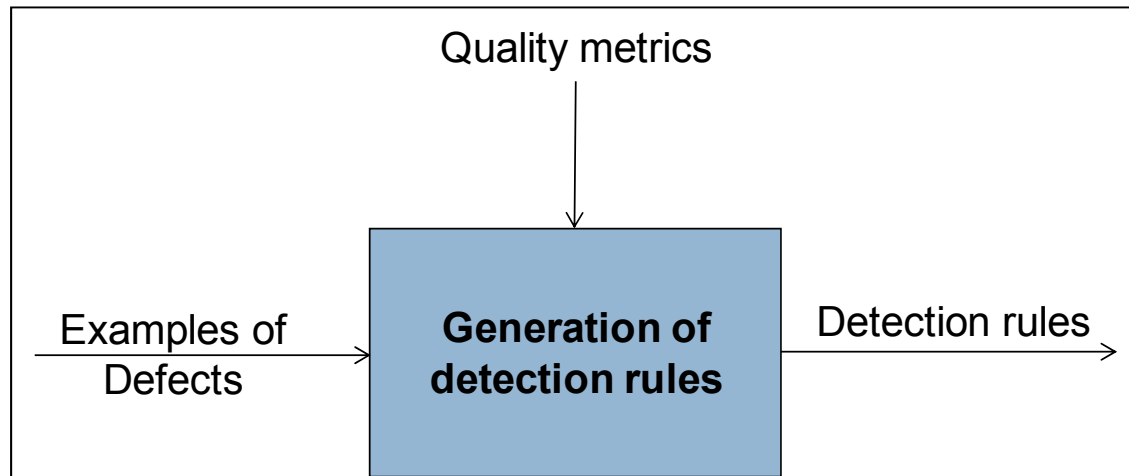 Quality metrics
Examples of
Defects
Generation of
detection rules
Detection rules